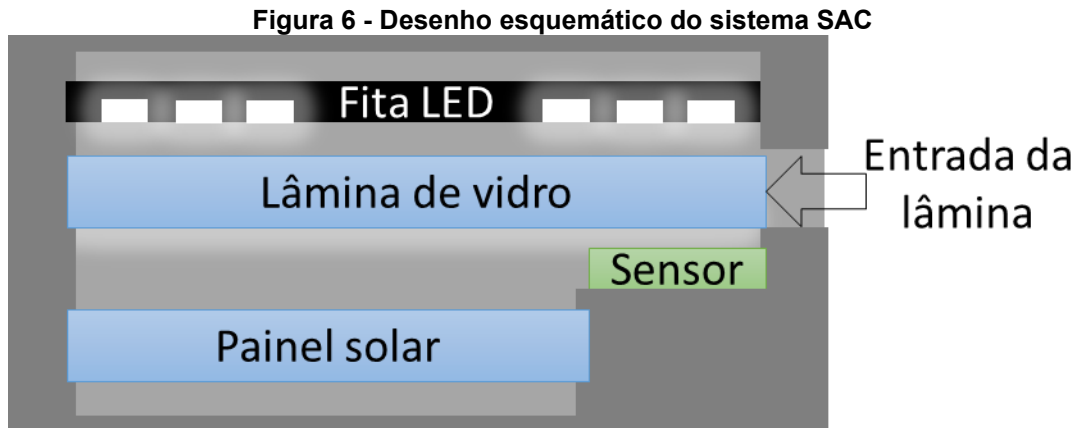 Figura 6 - Desenho esquemático do sistema SAC
Fita LED
Lâmina de vidro
Entrada da
lâmina
Sensor
Painel solar